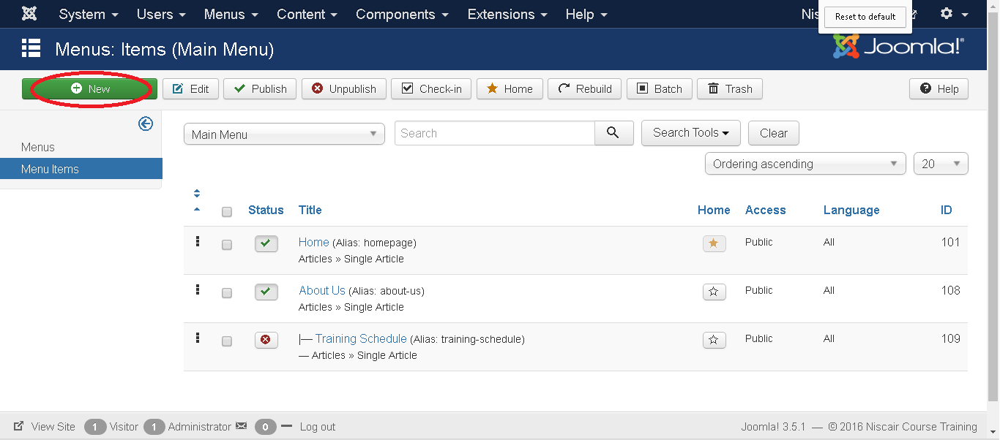 System Users Menus Content Components Extensions Help Nis
Reset to default
Menus: Items (Main Menu)
Joomla!®
New Edit Publish Unpublish Check-in Home Rebuild Batch Trash Help
Menus
Menu Items
Main Menu Search Search Tools Clear
Ordering ascending 20
Status Title Home Access Language ID
Home (Alias: homepage) Public All 101
Articles » Single Article
About Us (Alias: about-us) Public All 108
Articles » Single Article
|— Training Schedule (Alias: training-schedule) Public All 109
— Articles » Single Article
View Site 1 Visitor 1 Administrator 0 Log out Joomla! 3.5.1 — © 2016 Niscair Course Training